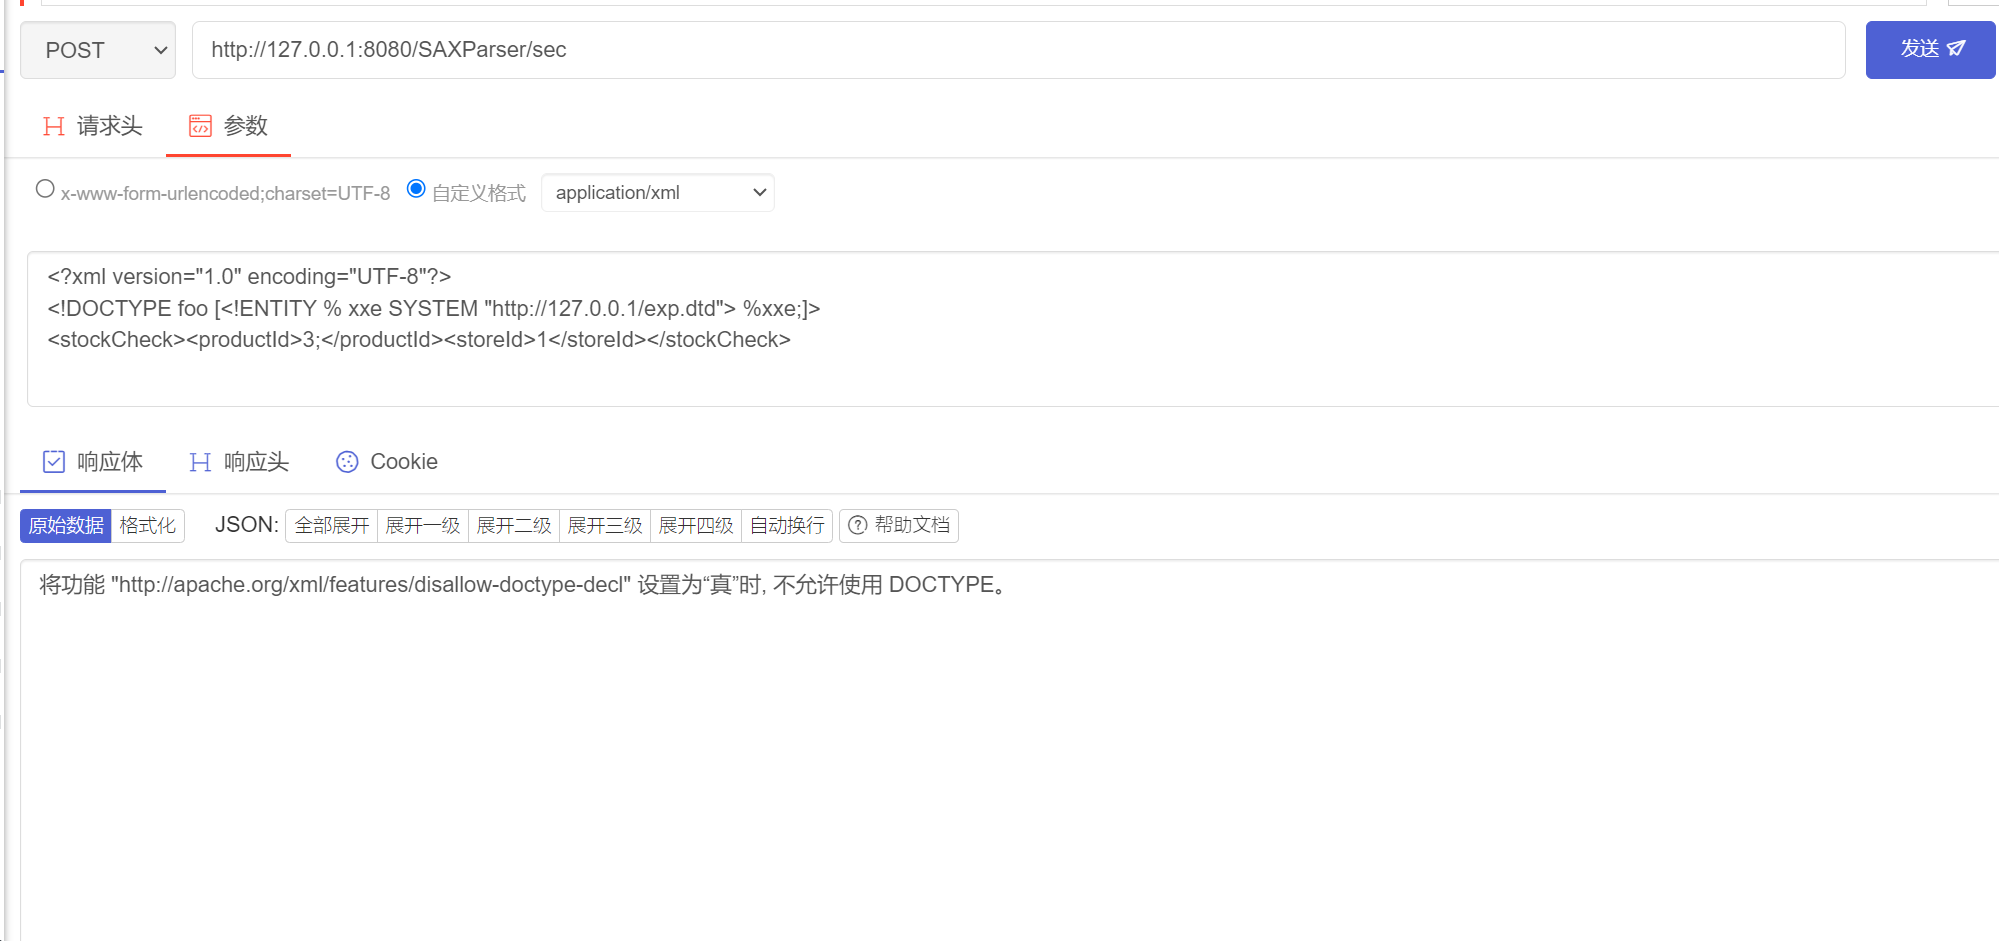 POST
http://127.0.0.1:8080/SAXParser/sec
发送
请求头
参数
x-www-form-urlencoded;charset=UTF-8
自定义格式
application/xml
<?xml version="1.0" encoding="UTF-8"?>
<!DOCTYPE foo [<!ENTITY % xxe SYSTEM "http://127.0.0.1/exp.dtd"> %xxe;]>
<stockCheck><productId>3;</productId><storeId>1</storeId></stockCheck>
响应体
响应头
Cookie
原始数据
格式化
JSON:
全部展开
展开一级
展开二级
展开三级
展开四级
自动换行
帮助文档
将功能 "http://apache.org/xml/features/disallow-doctype-decl" 设置为“真”时, 不允许使用 DOCTYPE。